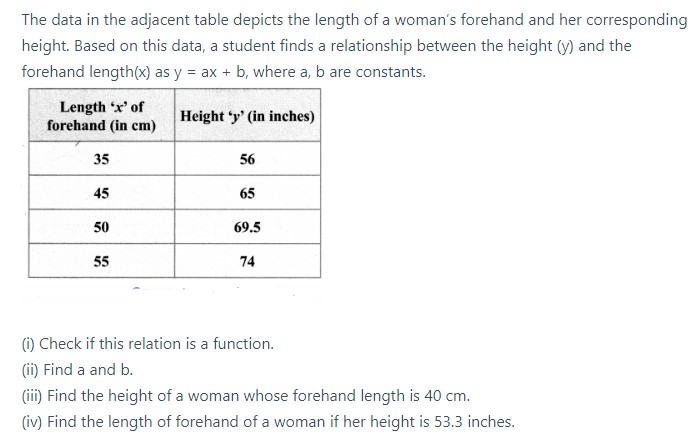 The data in the adjacent table depicts the length of a woman's forehand and her corresponding
height. Based on this data, a student finds a relationship between the height (y) and the
forehand length(x) as y = ax + b, where a, b are constants.
Length ‘x’ of
forehand (in cm)
Height ‘y’ (in inches)
35 56
45 65
50 69.5
55 74
(i) Check if this relation is a function.
(ii) Find a and b.
(iii) Find the height of a woman whose forehand length is 40 cm.
(iv) Find the length of forehand of a woman if her height is 53.3 inches.